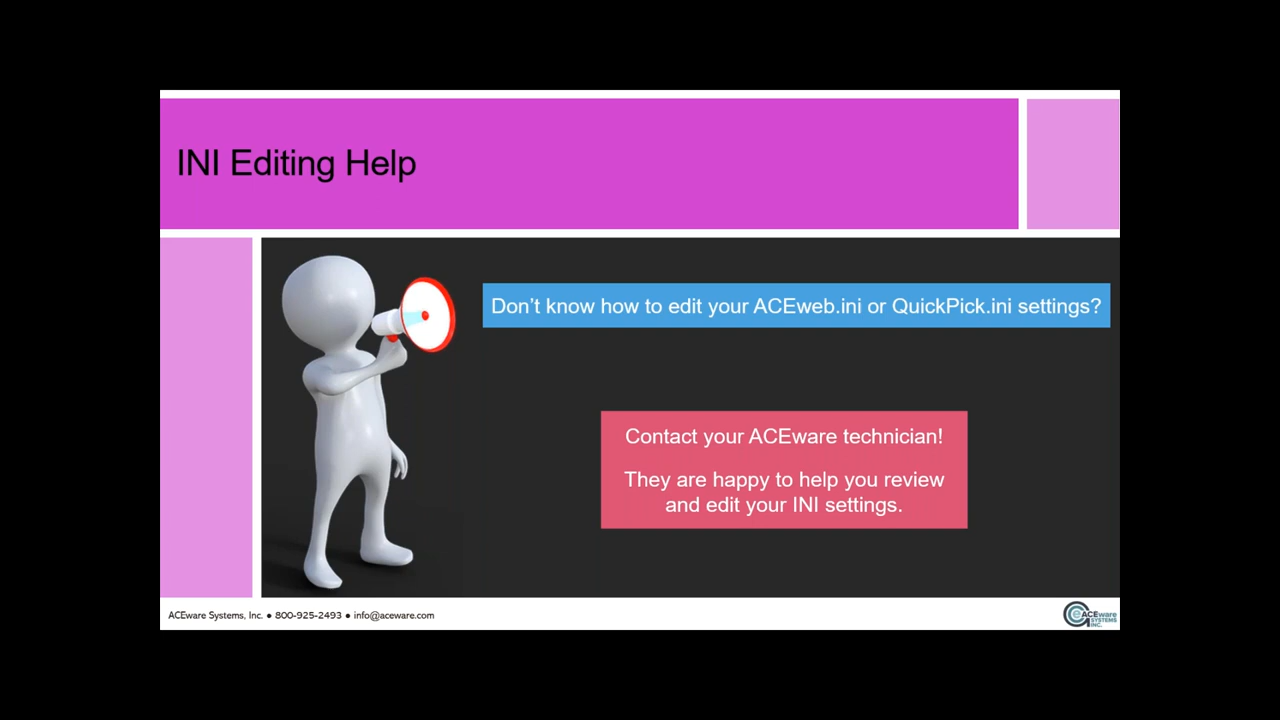 INI Editing Help
Don’t know how to edit your ACEweb.ini or QuickPick.ini settings?
Contact your ACEware technician!
They are happy to help you review
and edit your INI settings.
ACEware Systems, Inc. ● 800-925-2493 ● info@aceware.com
ACEware
SYSTEMS
INC.